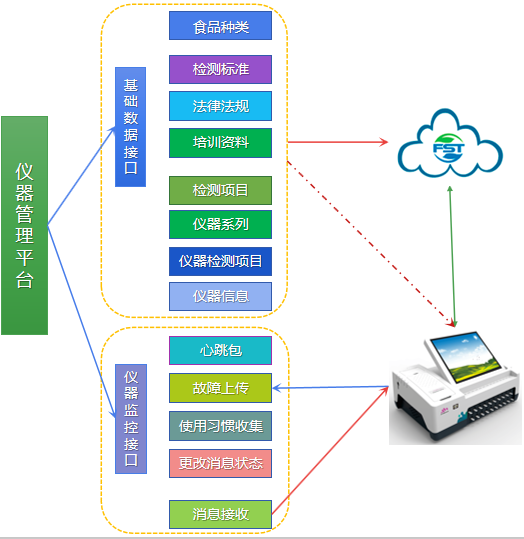 仪器管理平台
基础数据接口
食品种类
检测标准
法律法规
培训资料
检测项目
仪器系列
仪器检测项目
仪器信息
仪器监控接口
心跳包
故障上传
使用习惯收集
更改消息状态
消息接收
FST